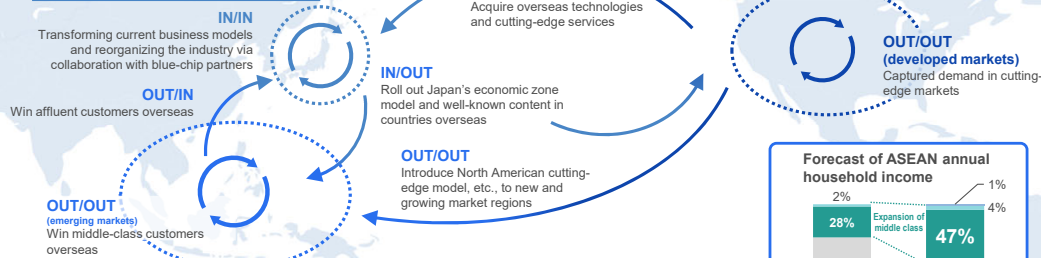 Acquire overseas technologies
and cutting-edge services
IN/IN
Transforming current business models
and reorganizing the industry via
collaboration with blue-chip partners
OUT/IN
Win affluent customers overseas
IN/OUT
Roll out Japan's economic zone
model and well-known content in
countries overseas
OUT/OUT
(developed markets)
Captured demand in cutting-
edge markets
OUT/OUT
Introduce North American cutting-
edge model, etc., to new and
growing market regions
OUT/OUT
(emerging markets)
Win middle-class customers
overseas
Forecast of ASEAN annual
household income
2%
28%
Expansion of
middle class
1%
4%
47%